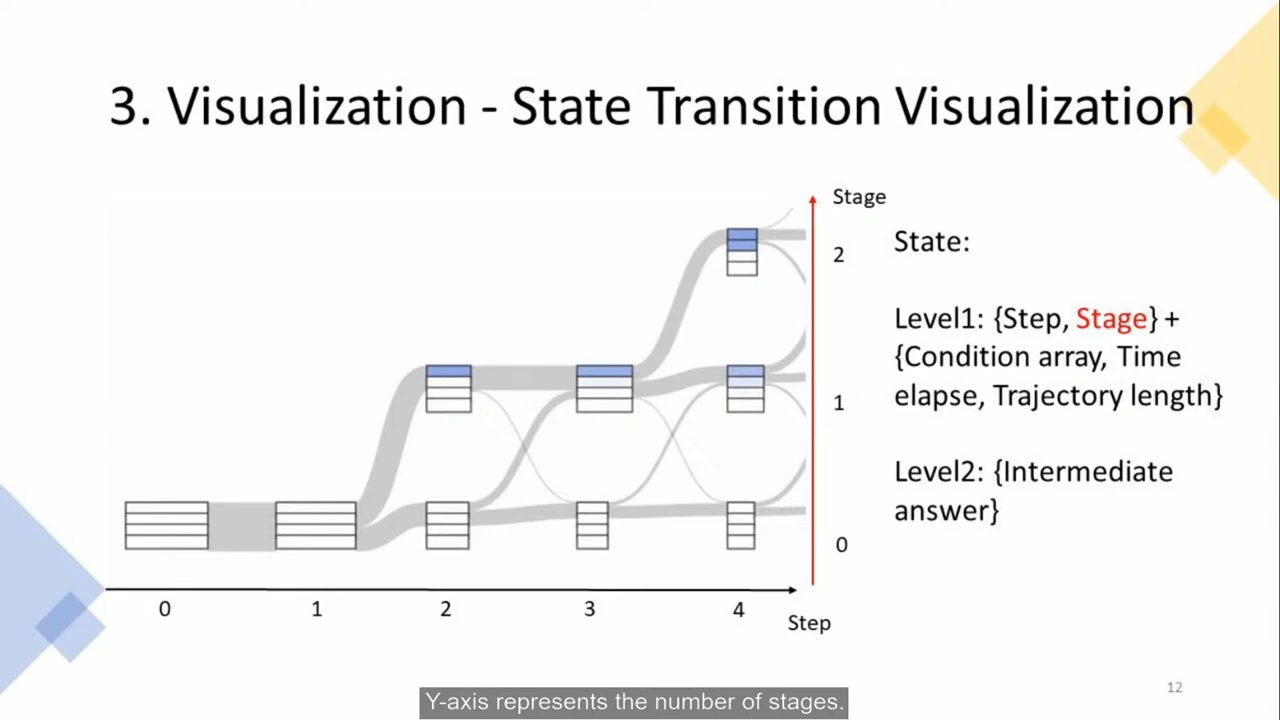 3. Visualization - State Transition Visualization
Stage
2
1
0
0 1 2 3 4
Step
State:
Level1: {Step, Stage} +
{Condition array, Time
elapse, Trajectory length}
Level2: {Intermediate
answer}
12
Y-axis represents the number of stages.